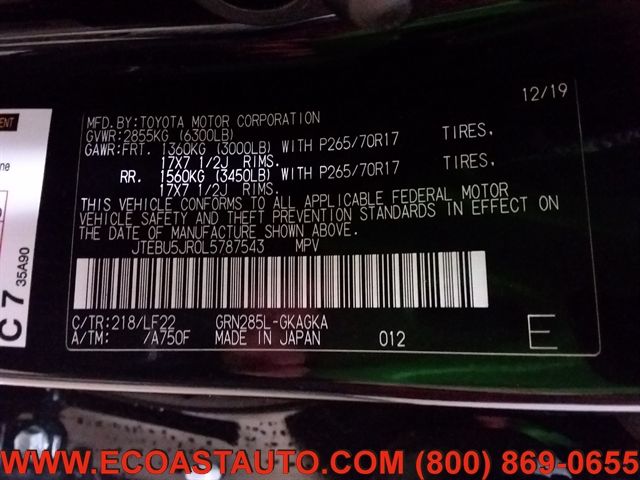 12/19
MFD.BY:TOYOTA MOTOR CORPORATION
GVWR:2855KG (6300LB)
GAWR:FRT. 1360KG (3000LB) WITH P265/70R17 TIRES,
17X7 1/2J RIMS.
RR. 1560KG (3450LB) WITH P265/70R17 TIRES,
17X7 1/2J RIMS.
THIS VEHICLE CONFORMS TO ALL APPLICABLE FEDERAL MOTOR
VEHICLE SAFETY AND THEFT PREVENTION STANDARDS IN EFFECT ON
THE DATE OF MANUFACTURE SHOWN ABOVE.
JTEBU5JR0L5787543 MPV
C/TR:218/LF22 GRN285L-GKAGKA
A/TM: /A750F MADE IN JAPAN 012 E
C 7 35A90
WWW.ECOASTAUTO.COM (800) 869-0655